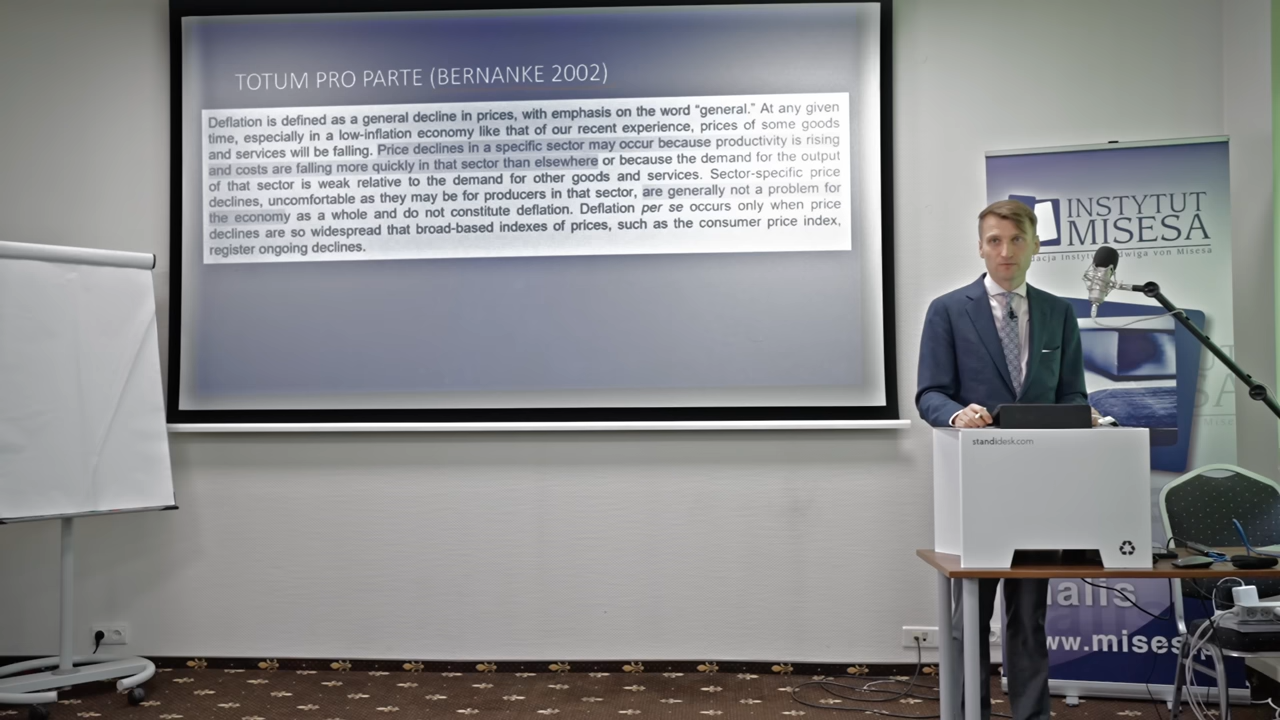 TOTUM PRO PARTE (BERNANKE 2002)
Deflation is defined as a general decline in prices, with emphasis on the word “general.” At any given
time, especially in a low-inflation economy like that of our recent experience, prices of some goods
and services will be falling. Price declines in a specific sector may occur because productivity is rising
and costs are falling more quickly in that sector than elsewhere or because the demand for the output
of that sector is weak relative to the demand for other goods and services. Sector-specific price
declines, uncomfortable as they may be for producers in that sector, are generally not a problem for
the economy as a whole and do not constitute deflation. Deflation per se occurs only when price
declines are so widespread that broad-based indexes of prices, such as the consumer price index,
register ongoing declines.
INSTYTUT
MISESA
von Misesa
standidesk.com